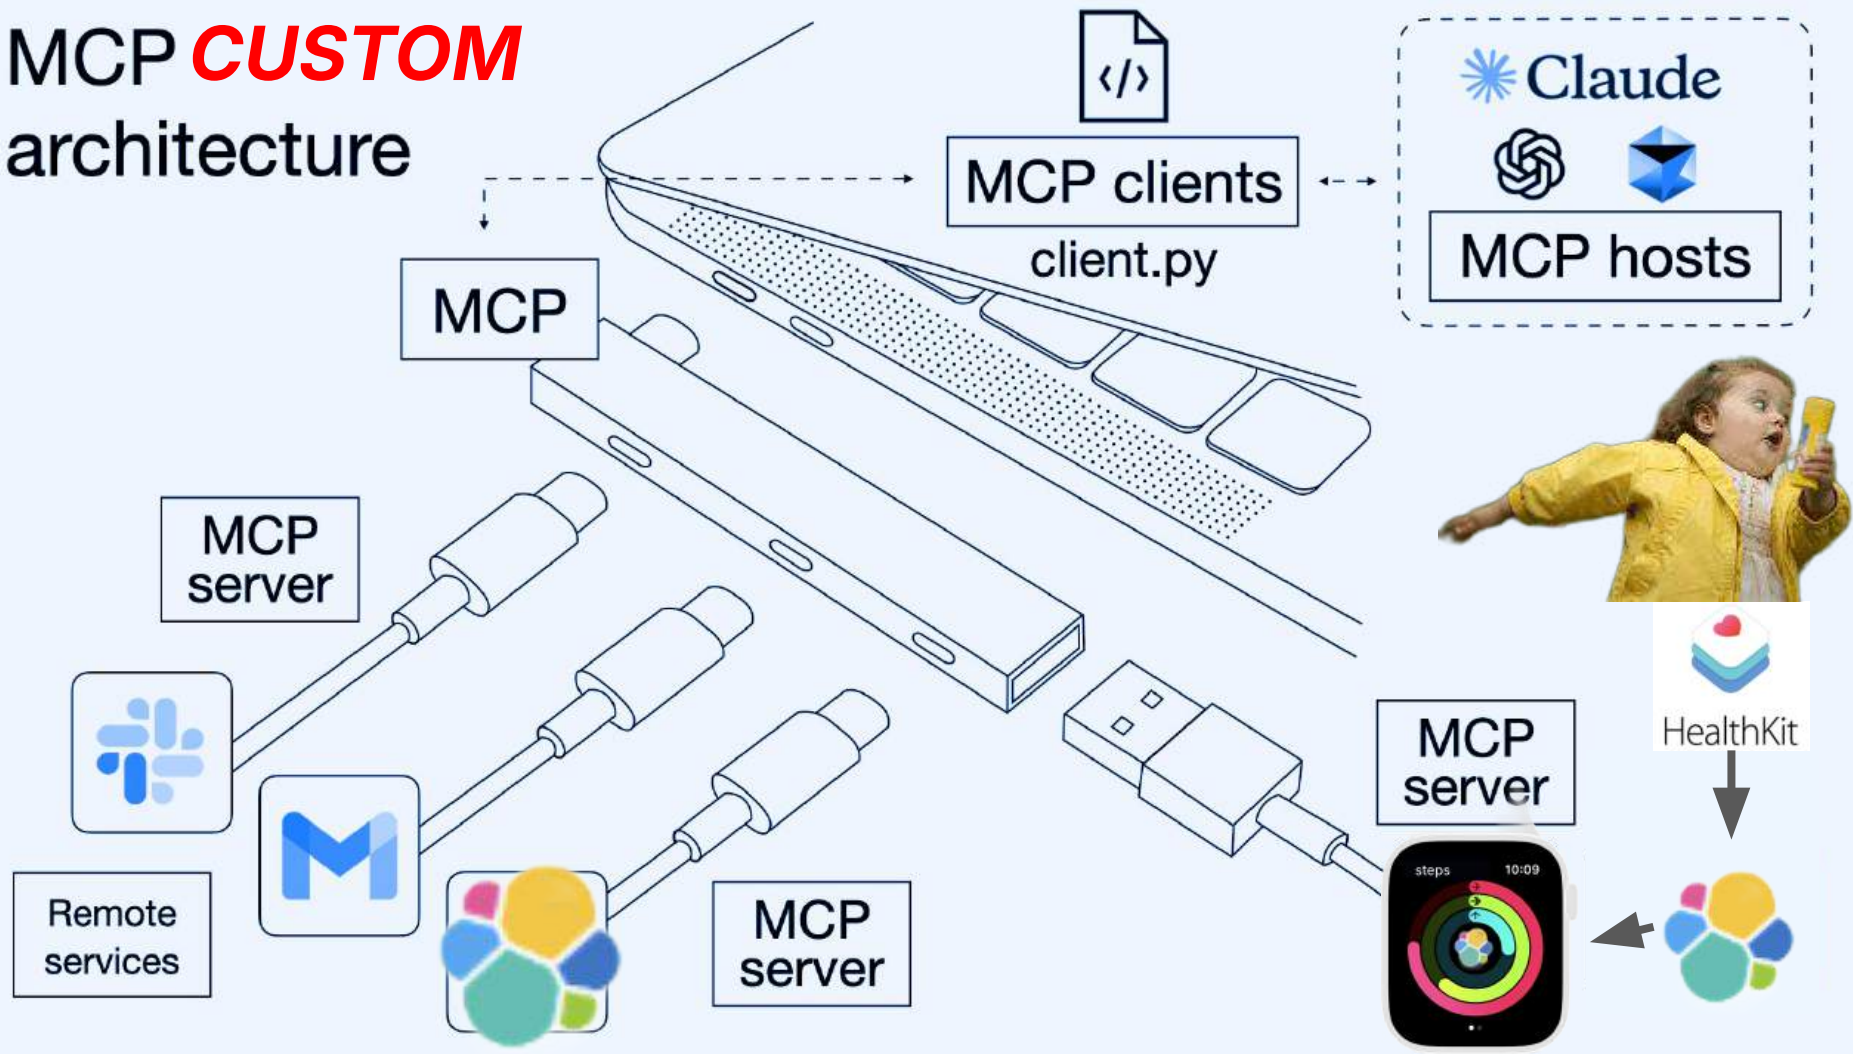 MCP CUSTOM
architecture
</>
MCP clients
client.py
Claude
MCP hosts
MCP
MCP
server
MCP
server
HealthKit
Remote
services
MCP
server
steps 10:09